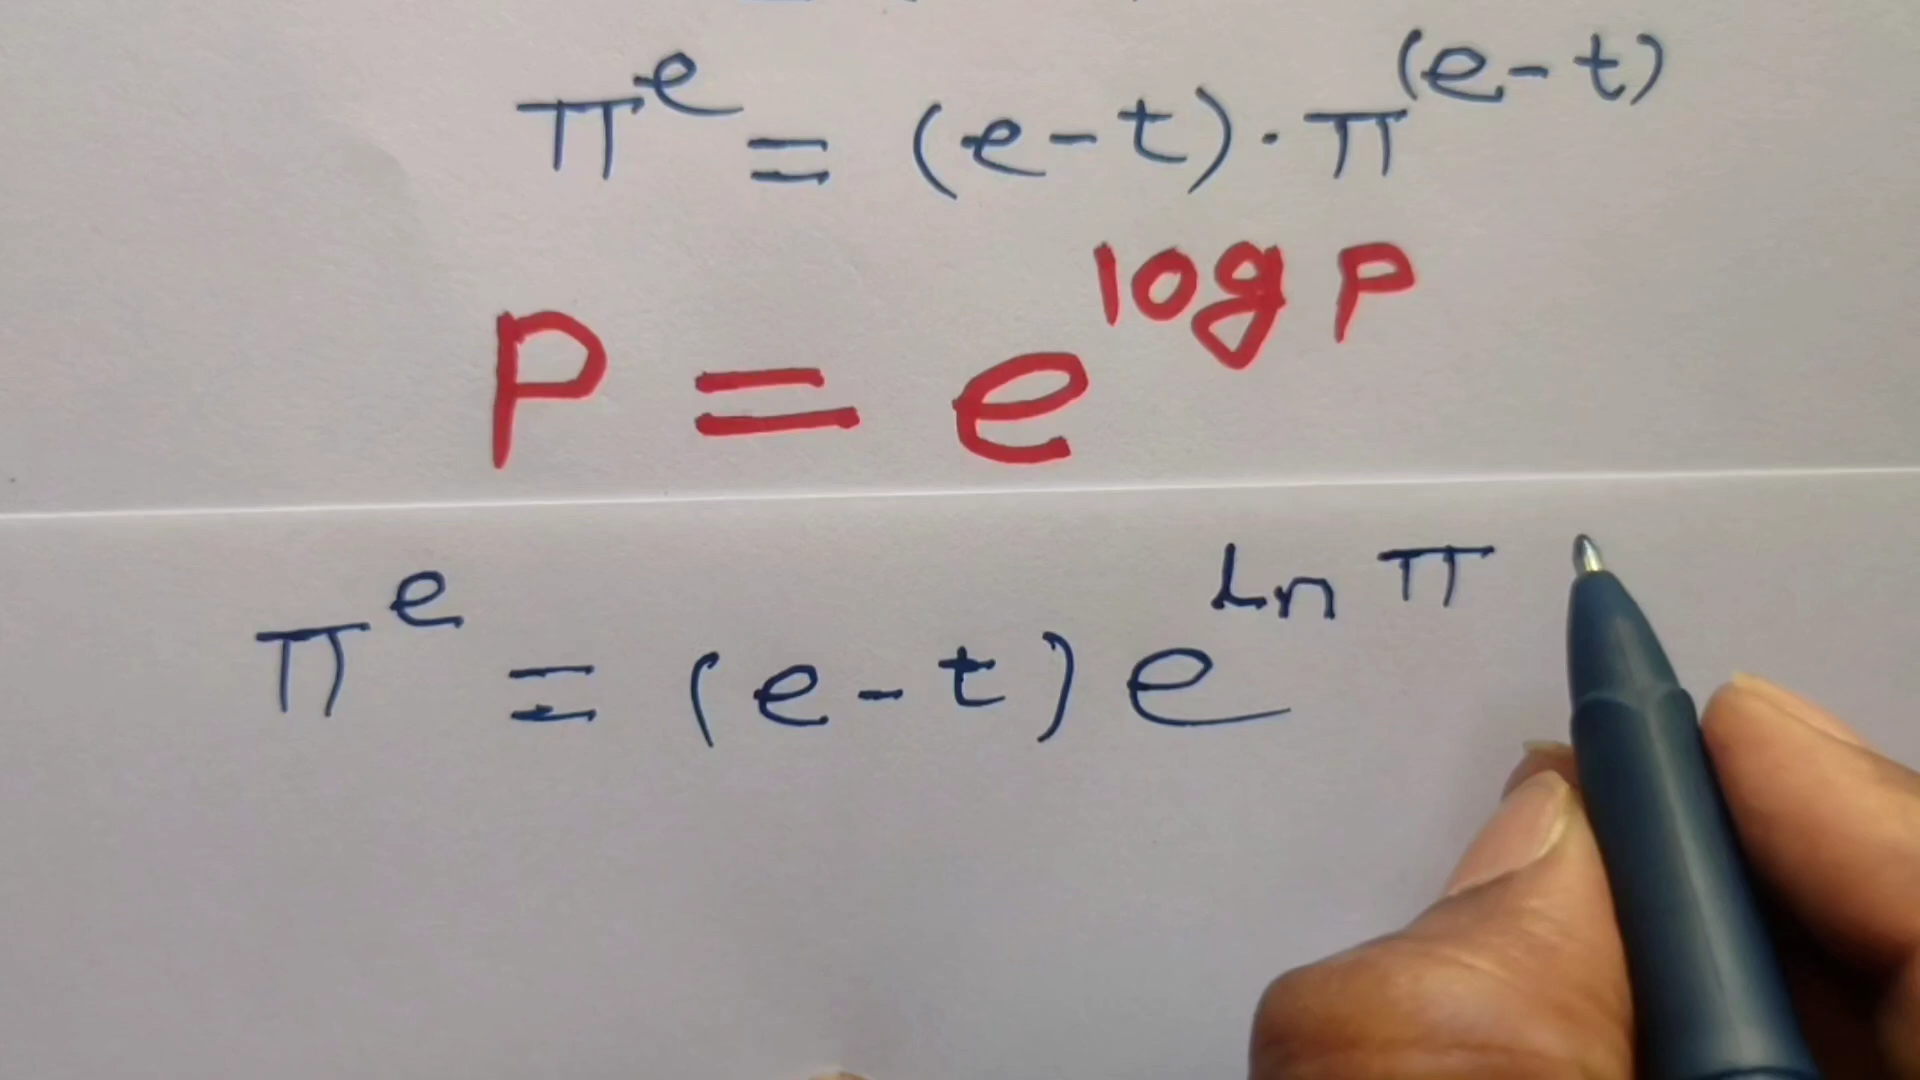 π^e = (e-t)·π^(e-t)
P = e^log P
π^e = (e-t) e^ln π